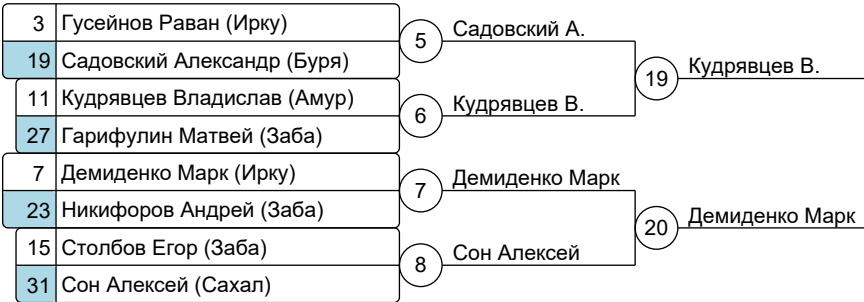 3 Гусейнов Раван (Ирку)
19 Садовский Александр (Буря)
5 Садовский А.
11 Кудрявцев Владислав (Амур)
27 Гарифулин Матвей (Заба)
6 Кудрявцев В.
19 Кудрявцев В.
7 Демиденко Марк (Ирку)
23 Никифоров Андрей (Заба)
7 Демиденко Марк
15 Столбов Егор (Заба)
31 Сон Алексей (Сахал)
8 Сон Алексей
20 Демиденко Марк